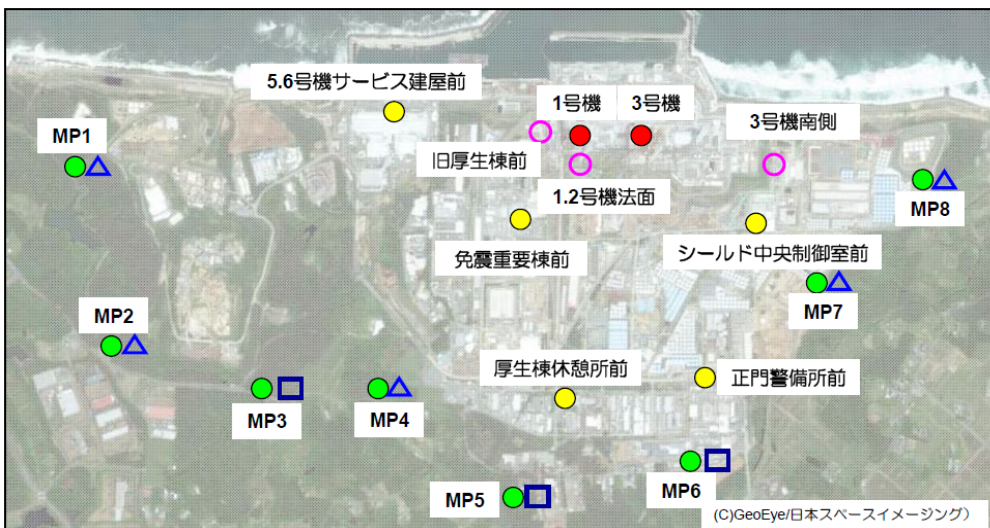 5.6号機サービス建屋前
1号機
3号機
3号機南側
MP1
旧厚生棟前
1.2号機法面
MP8
免震重要棟前
シールド中央制御室前
MP7
MP2
厚生棟休憩所前
正門警備所前
MP3
MP4
MP5
MP6
(C)GeoEye/日本スペースイメージング）